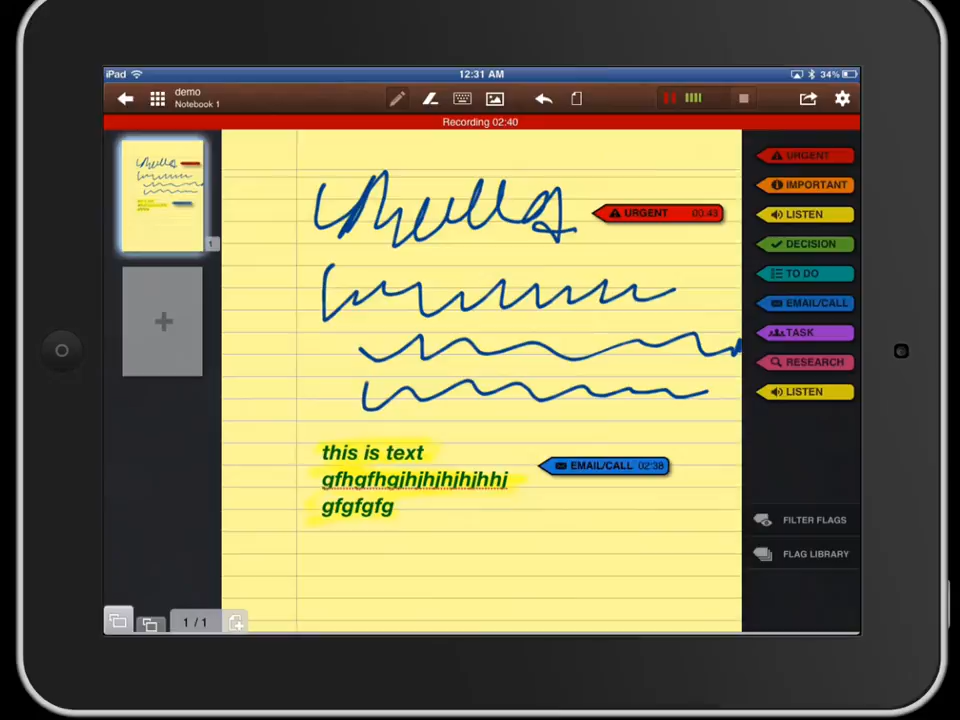 iPad 12:31 AM 34%
demo
Notebook 1
Recording 02:40
URGENT
IMPORTANT
LISTEN
DECISION
TO DO
EMAIL/CALL
TASK
RESEARCH
LISTEN
URGENT 00:43
1
this is text
gfhgfhgjhjhjhjhjhhj
EMAIL/CALL 02:38
gfgfgfg
FILTER FLAGS
FLAG LIBRARY
1 / 1